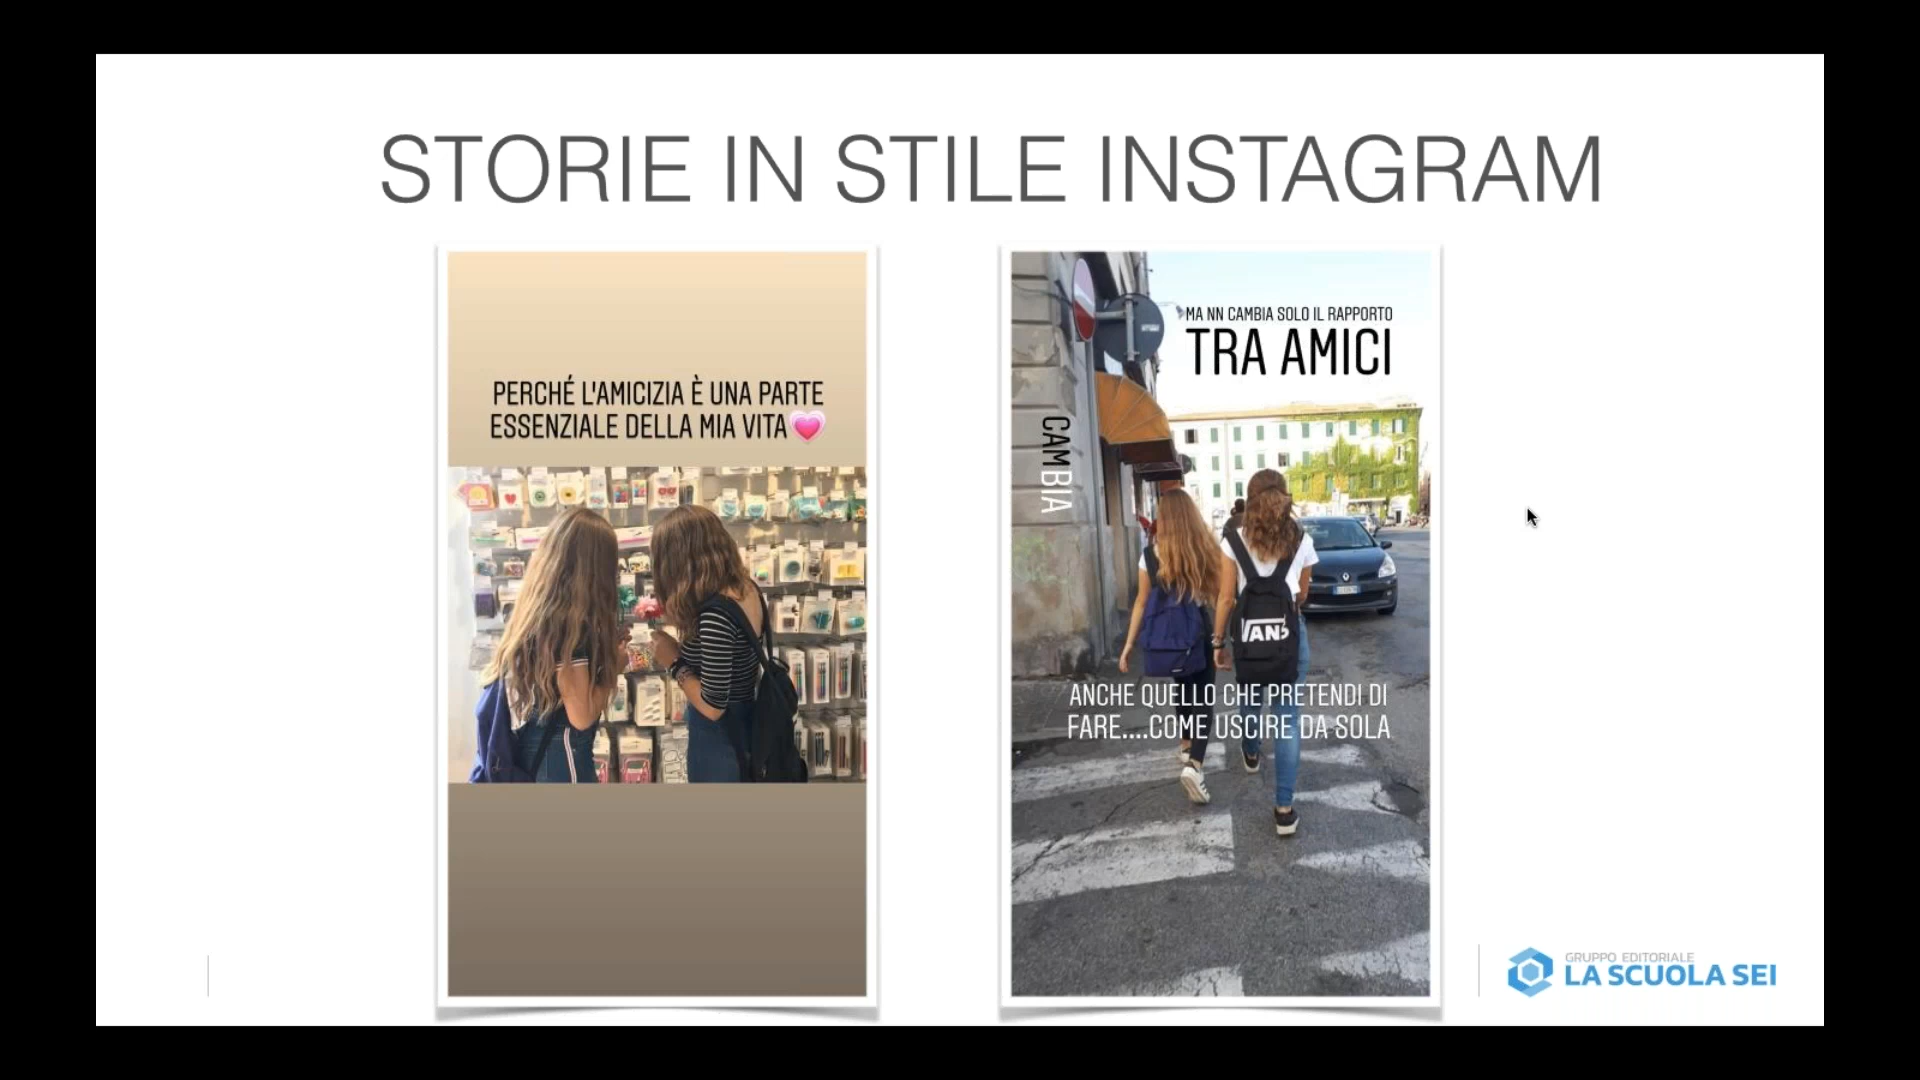 STORIE IN STILE INSTAGRAM
PERCHÉ L'AMICIZIA È UNA PARTE
ESSENZIALE DELLA MIA VITA💗
MA NN CAMBIA SOLO IL RAPPORTO
TRA AMICI
CAMBIA
VANS
ANCHE QUELLO CHE PRETENDI DI
FARE....COME USCIRE DA SOLA
GRUPPO EDITORIALE
LA SCUOLA SEI